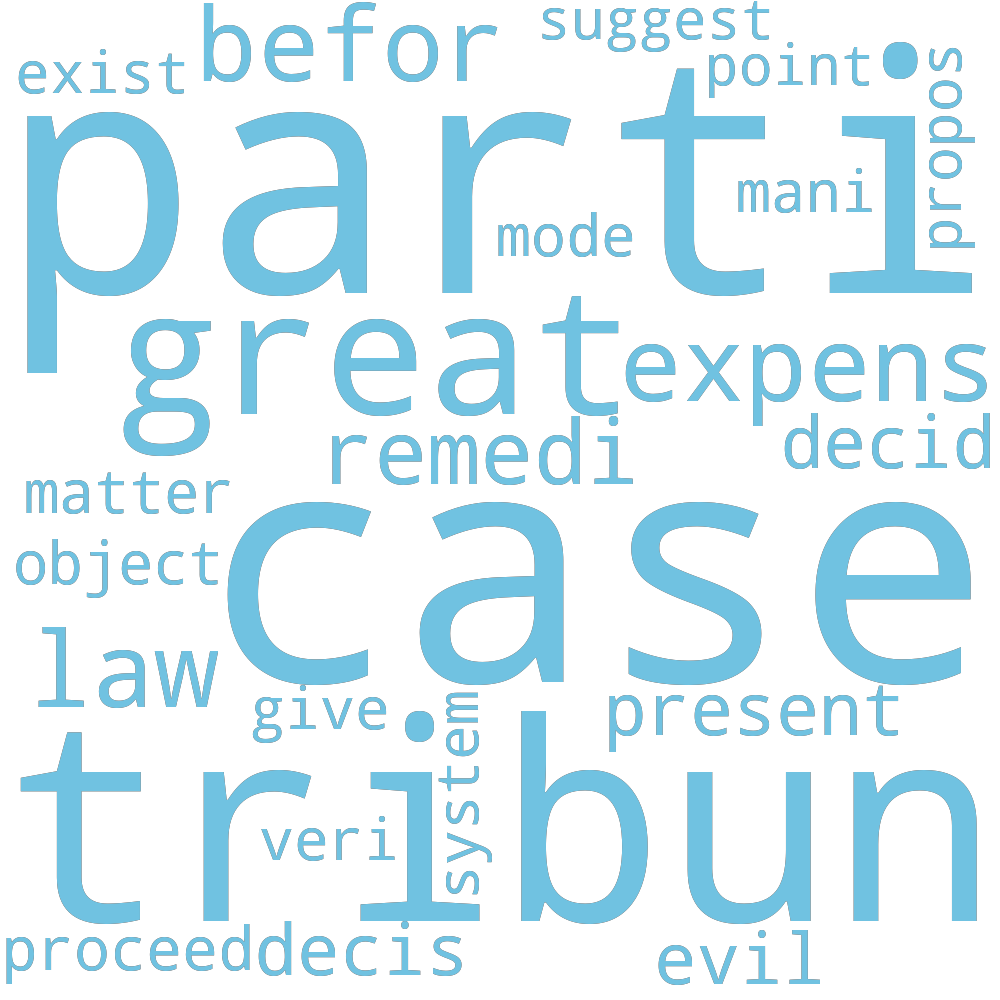 suggest
befor
point
exist
propos
parti
mani
mode
great
expens
remedi
decid
matter
case
object
law
give
present
system
tribun
veri
proceed
decis
evil